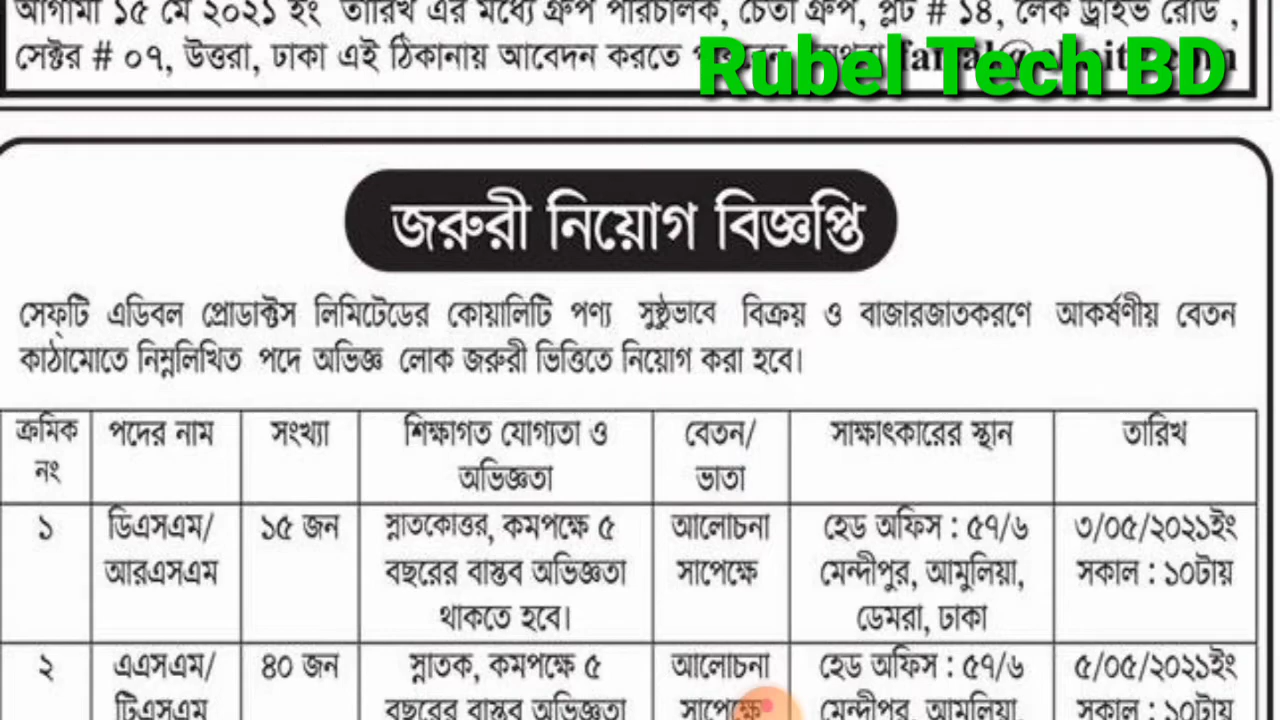 আগামী ১৫ মে ২০২১ ইং তারিখ এর মধ্যে গ্রুপ পরিচালক, চৈতা গ্রুপ, প্লট # ১৪, লেক ড্রাইভ রোড,
সেক্টর # ০৭, উত্তরা, ঢাকা এই ঠিকানায় আবেদন করতে
Rubel Tech BD
জরুরী নিয়োগ বিজ্ঞপ্তি
সেফ্টি এডিবল প্রোডাক্টস লিমিটেডের কোয়ালিটি পণ্য সুষ্ঠুভাবে বিক্রয় ও বাজারজাতকরণে আকর্ষণীয় বেতন
কাঠামোতে নিম্নলিখিত পদে অভিজ্ঞ লোক জরুরী ভিত্তিতে নিয়োগ করা হবে।
ক্রমিক পদের নাম সংখ্যা শিক্ষাগত যোগ্যতা ও বেতন/ সাক্ষাৎকারের স্থান তারিখ
নং অভিজ্ঞতা ভাতা
১ ডিএসএম/ ১৫ জন স্নাতকোত্তর, কমপক্ষে ৫ আলোচনা হেড অফিস : ৫৭/৬ ৩/০৫/২০২১ইং
আরএসএম বছরের বাস্তব অভিজ্ঞতা সাপেক্ষে মেন্দীপুর, আমুলিয়া, সকাল : ১০টায়
থাকতে হবে। ডেমরা, ঢাকা
২ এএসএম/ ৪০ জন স্নাতক, কমপক্ষে ৫ আলোচনা হেড অফিস : ৫৭/৬ ৫/০৫/২০২১ইং
টিএসএম বছরের বাস্তব অভিজ্ঞতা সাপেক্ষে মেন্দীপুর, আমুলিয়া, সকাল : ১০টায়